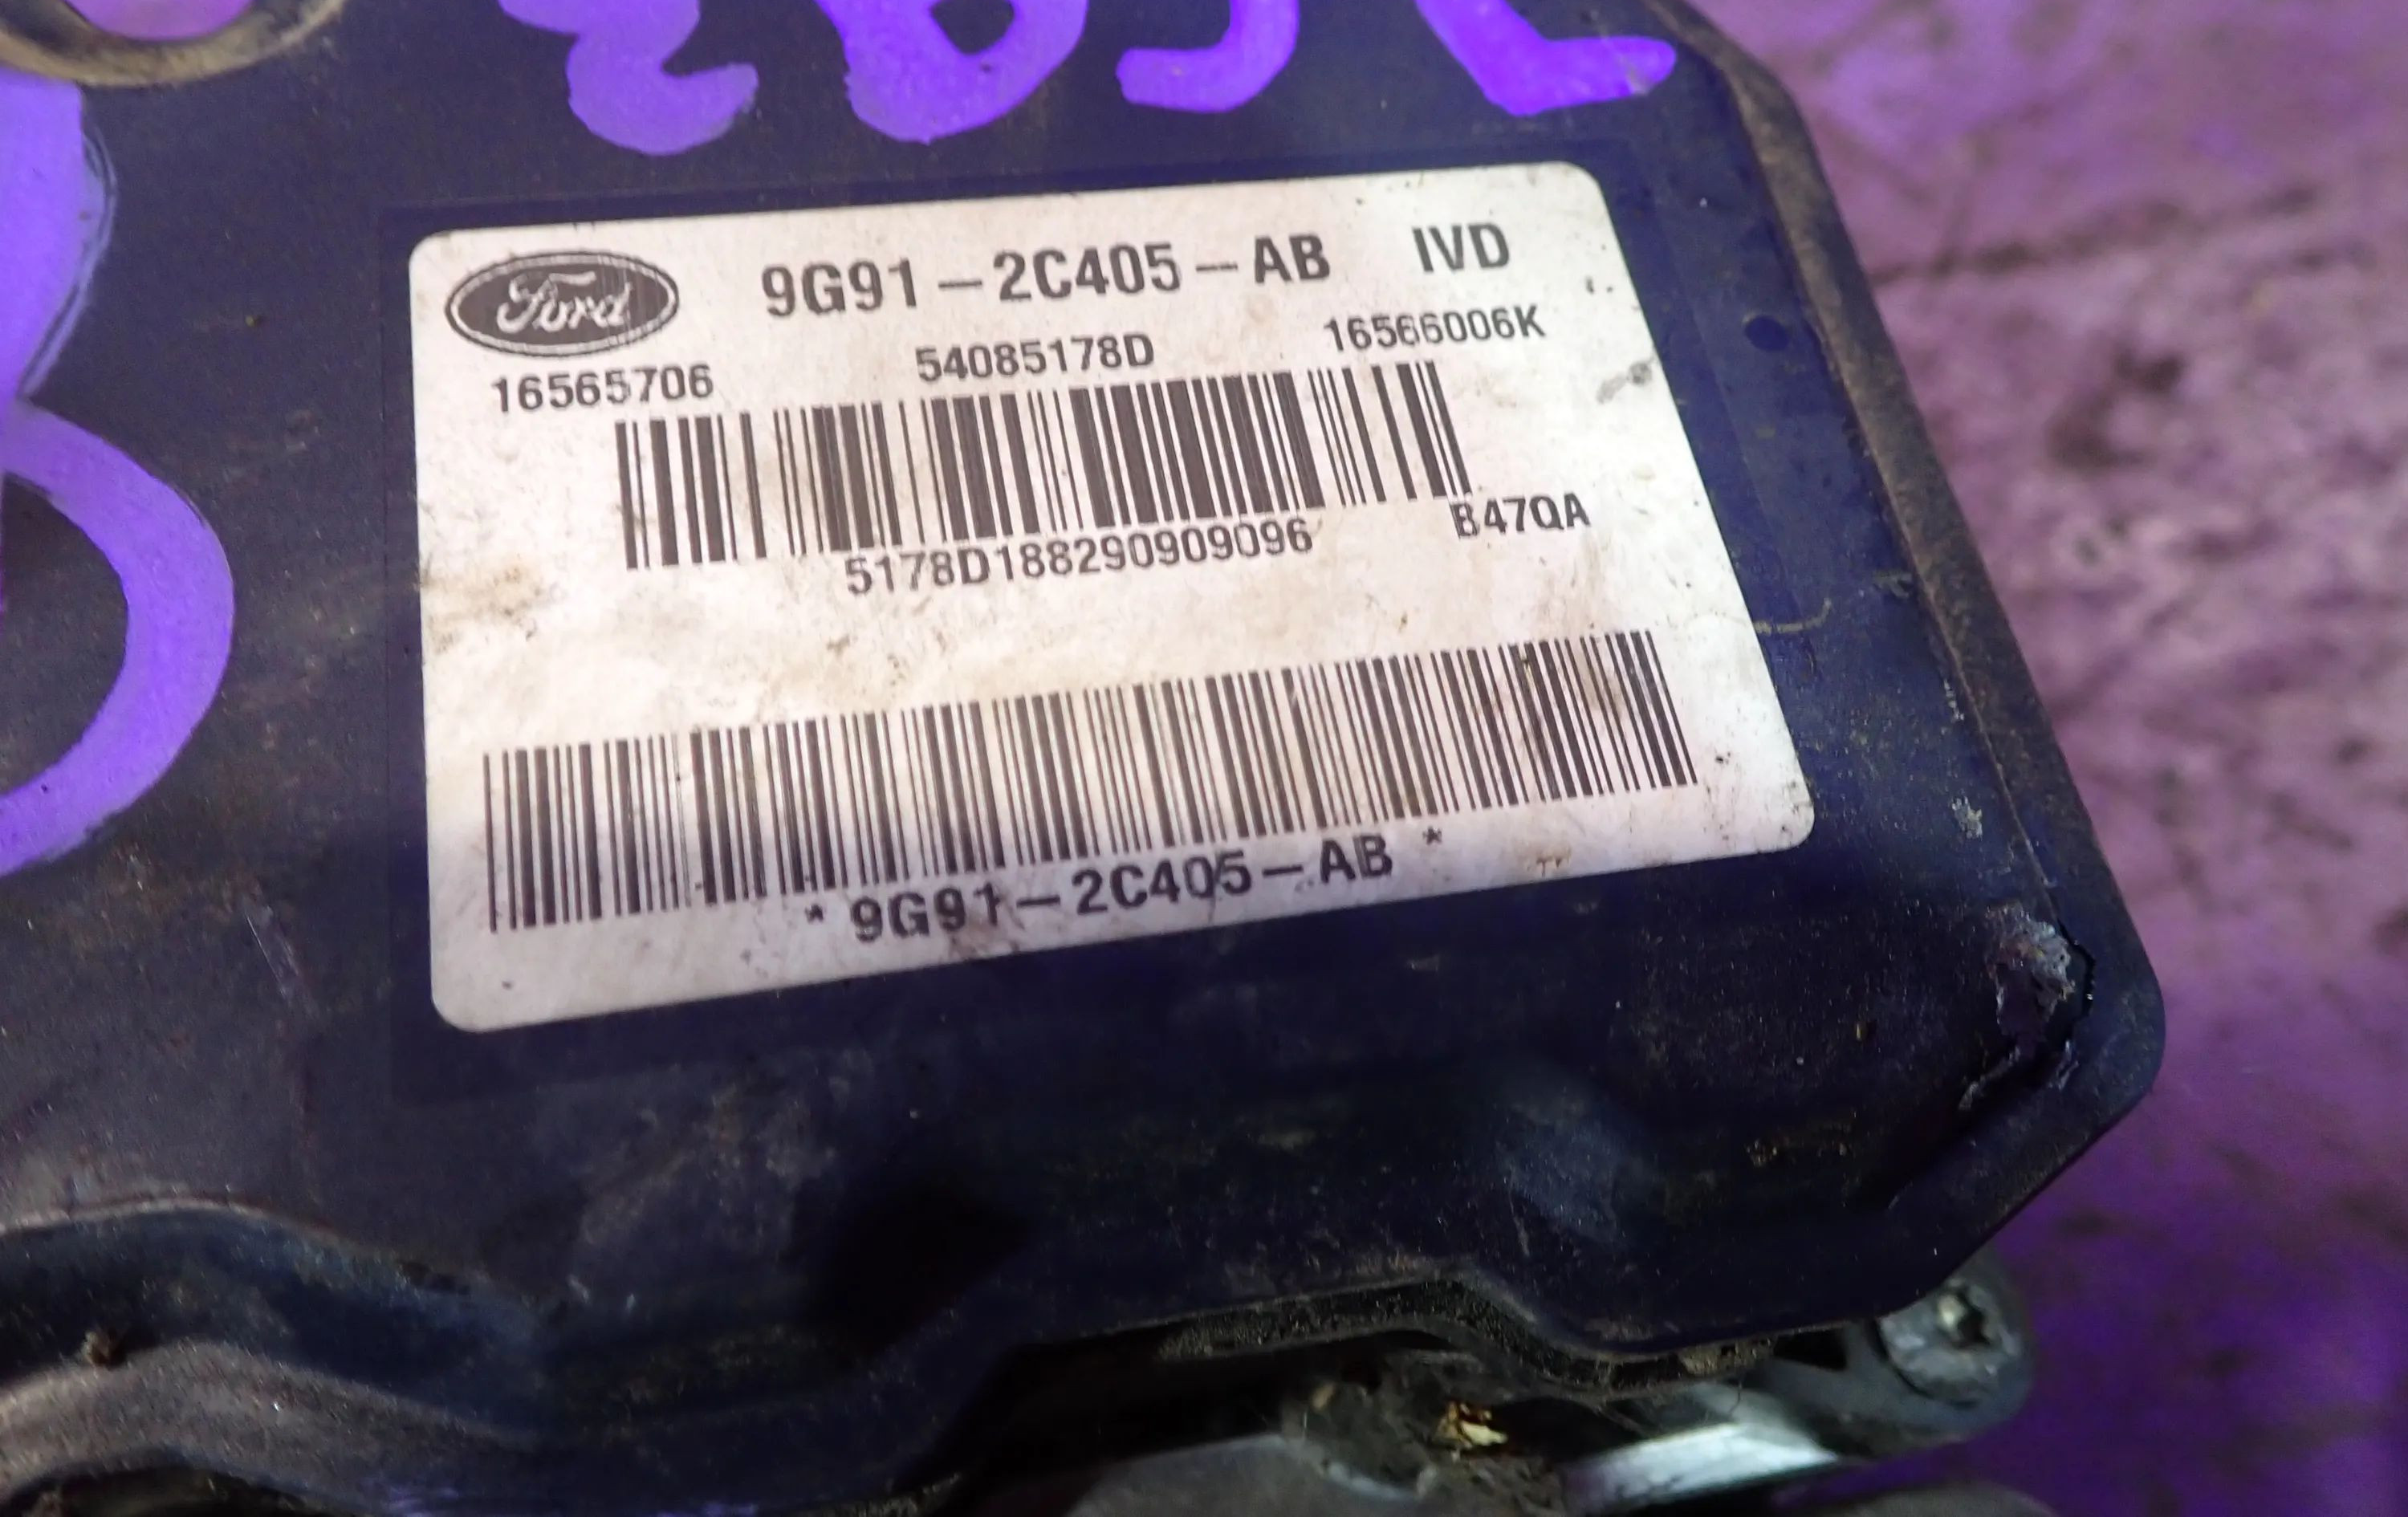 Ford 9G91-2C405-AB IVD
16565706 54085178D 16566006K
5178D188290909096 B47QA
* 9G91-2C405-AB *